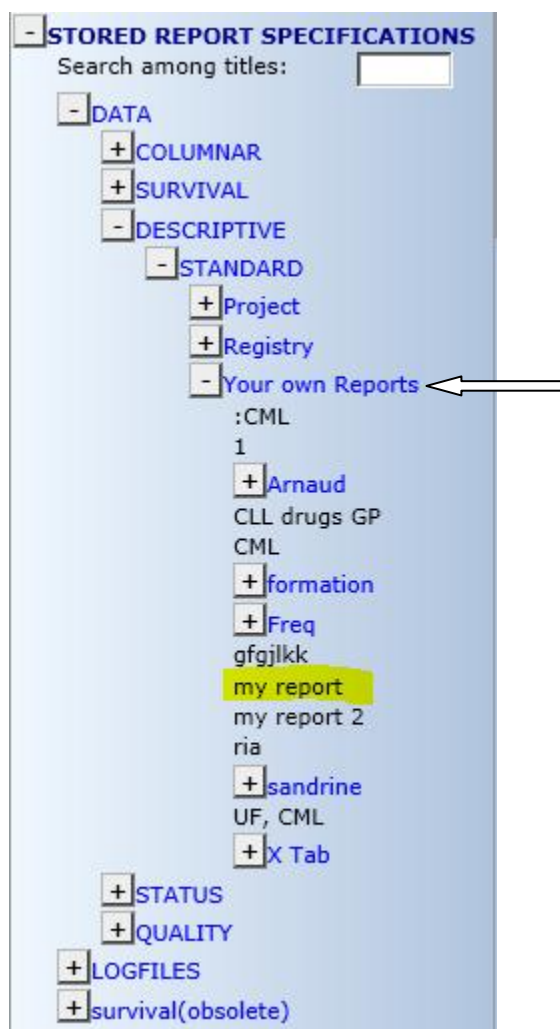 - STORED REPORT SPECIFICATIONS
Search among titles:
- DATA
+ COLUMNAR
+ SURVIVAL
- DESCRIPTIVE
- STANDARD
+ Project
+ Registry
- Your own Reports
:CML
1
+ Arnaud
CLL drugs GP
CML
+ formation
+ Freq
gfgjlkk
my report
my report 2
ria
+ sandrine
UF, CML
+ X Tab
+ STATUS
+ QUALITY
+ LOGFILES
+ survival(obsolete)